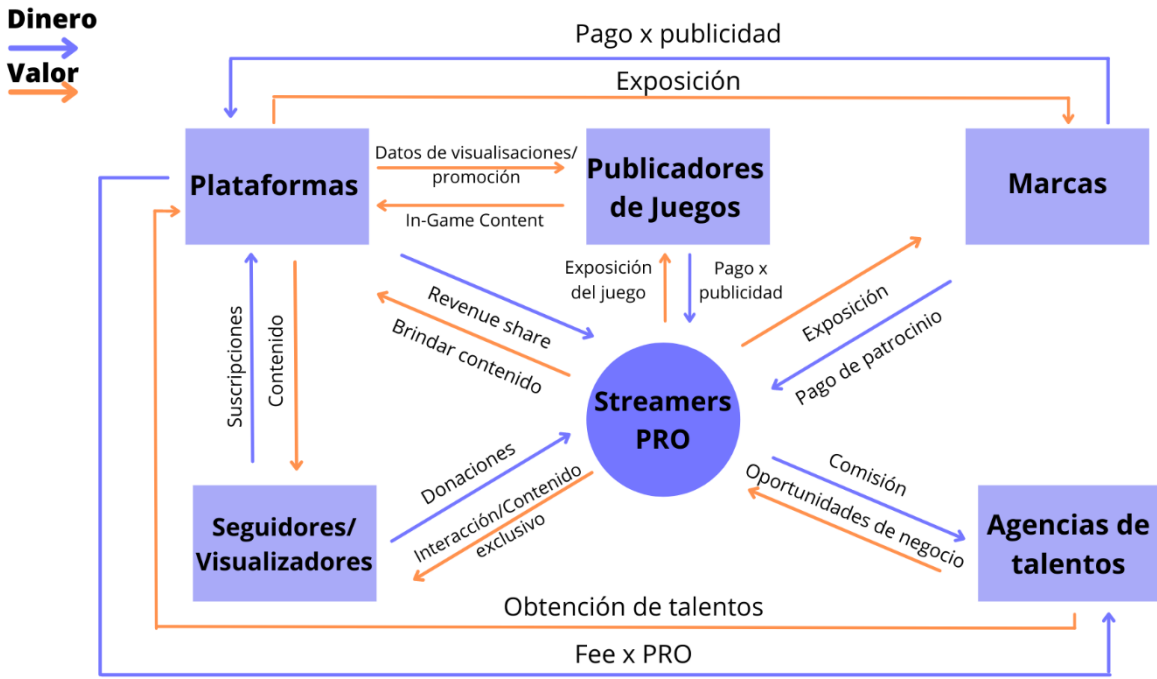 Dinero
Valor
Pago x publicidad
Exposición
Plataformas
Datos de visualisaciones/
promoción
In-Game Content
Publicadores
de Juegos
Marcas
Exposición
del juego
Pago x
publicidad
Suscripciones
Contenido
Revenue share
Brindar contenido
Exposición
Pago de patrocinio
Streamers
PRO
Donaciones
Interacción/Contenido
exclusivo
Comisión
Oportunidades de negocio
Seguidores/
Visualizadores
Agencias de
talentos
Obtención de talentos
Fee x PRO